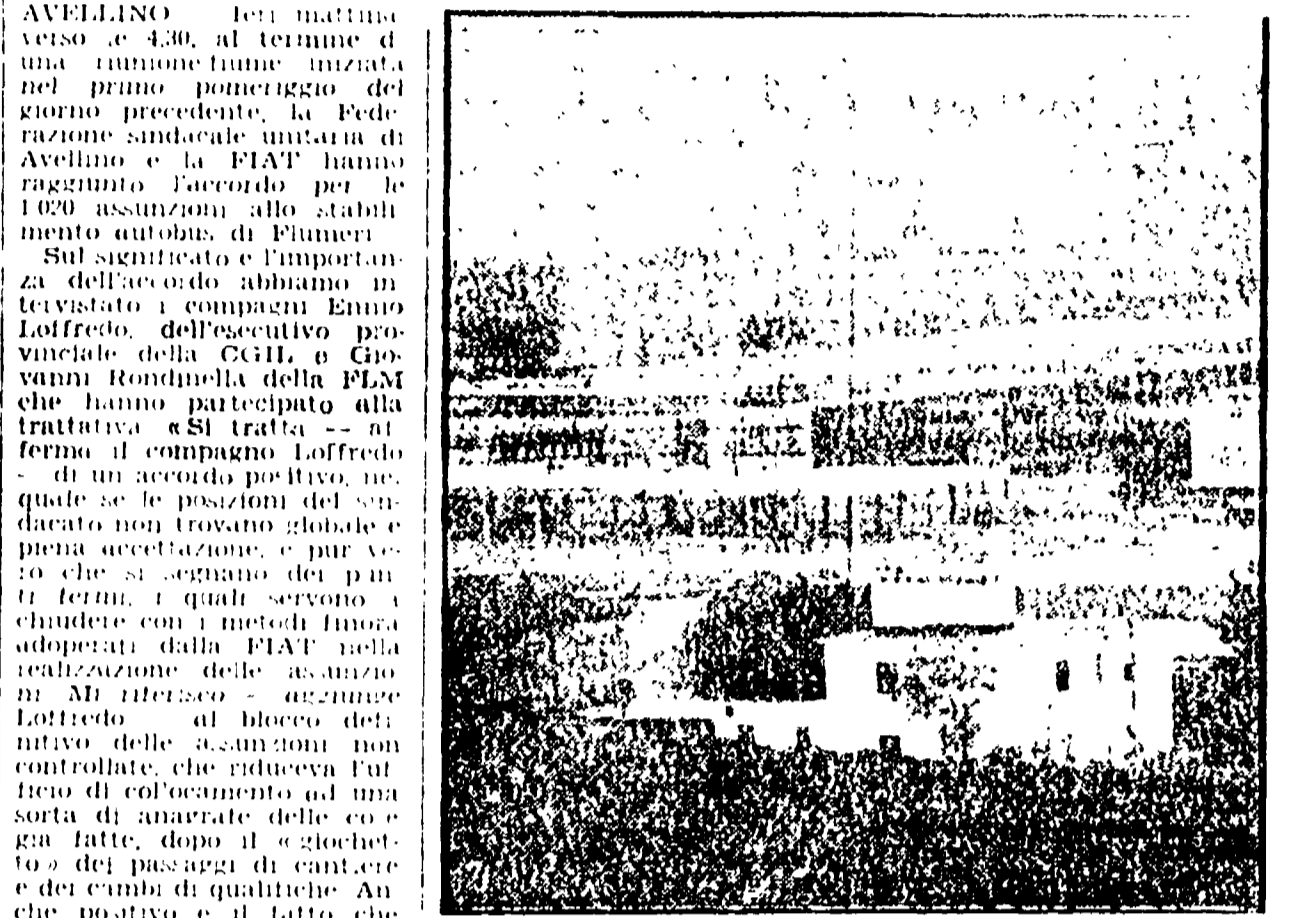 AVELLINO Ieri mattina
verso le 4,30, al termine d
una riunione fiume iniziata
nel primo pomeriggio del
giorno precedente, la Fede
razione sindacale unitaria di
Avellino e la FIAT hanno
raggiunto l'accordo per le
1 020 assunzioni allo stabili
mento autobus di Flumeri
Sul significato e l'importan-
za dell'accordo abbiamo in
tervistato i compagni Ennio
Loffredo, dell'esecutivo pro-
vinciale della CGIL e Gio-
vanni Rondinella della FLM
che hanno partecipato alla
trattativa «Si tratta -- af
ferma il compagno Loffredo
- di un accordo positivo, nel
quale se le posizioni del sin-
dacato non trovano globale e
piena accettazione, e pur ve-
ro che si segnano dei pun
ti fermi, i quali servono a
chiudere con i metodi finora
adoperati dalla FIAT nella
realizzazione delle assunzio
ni Mi riferisco - aggiunge
Loffredo al blocco defi
nitivo delle assunzioni non
controllate, che riduceva l'uf
ficio di collocamento ad una
sorta di anagrafe delle cose
gia fatte, dopo il «giochet-
to» dei passaggi di cantiere
e dei cambi di qualifiche An
che positivo e il fatto che